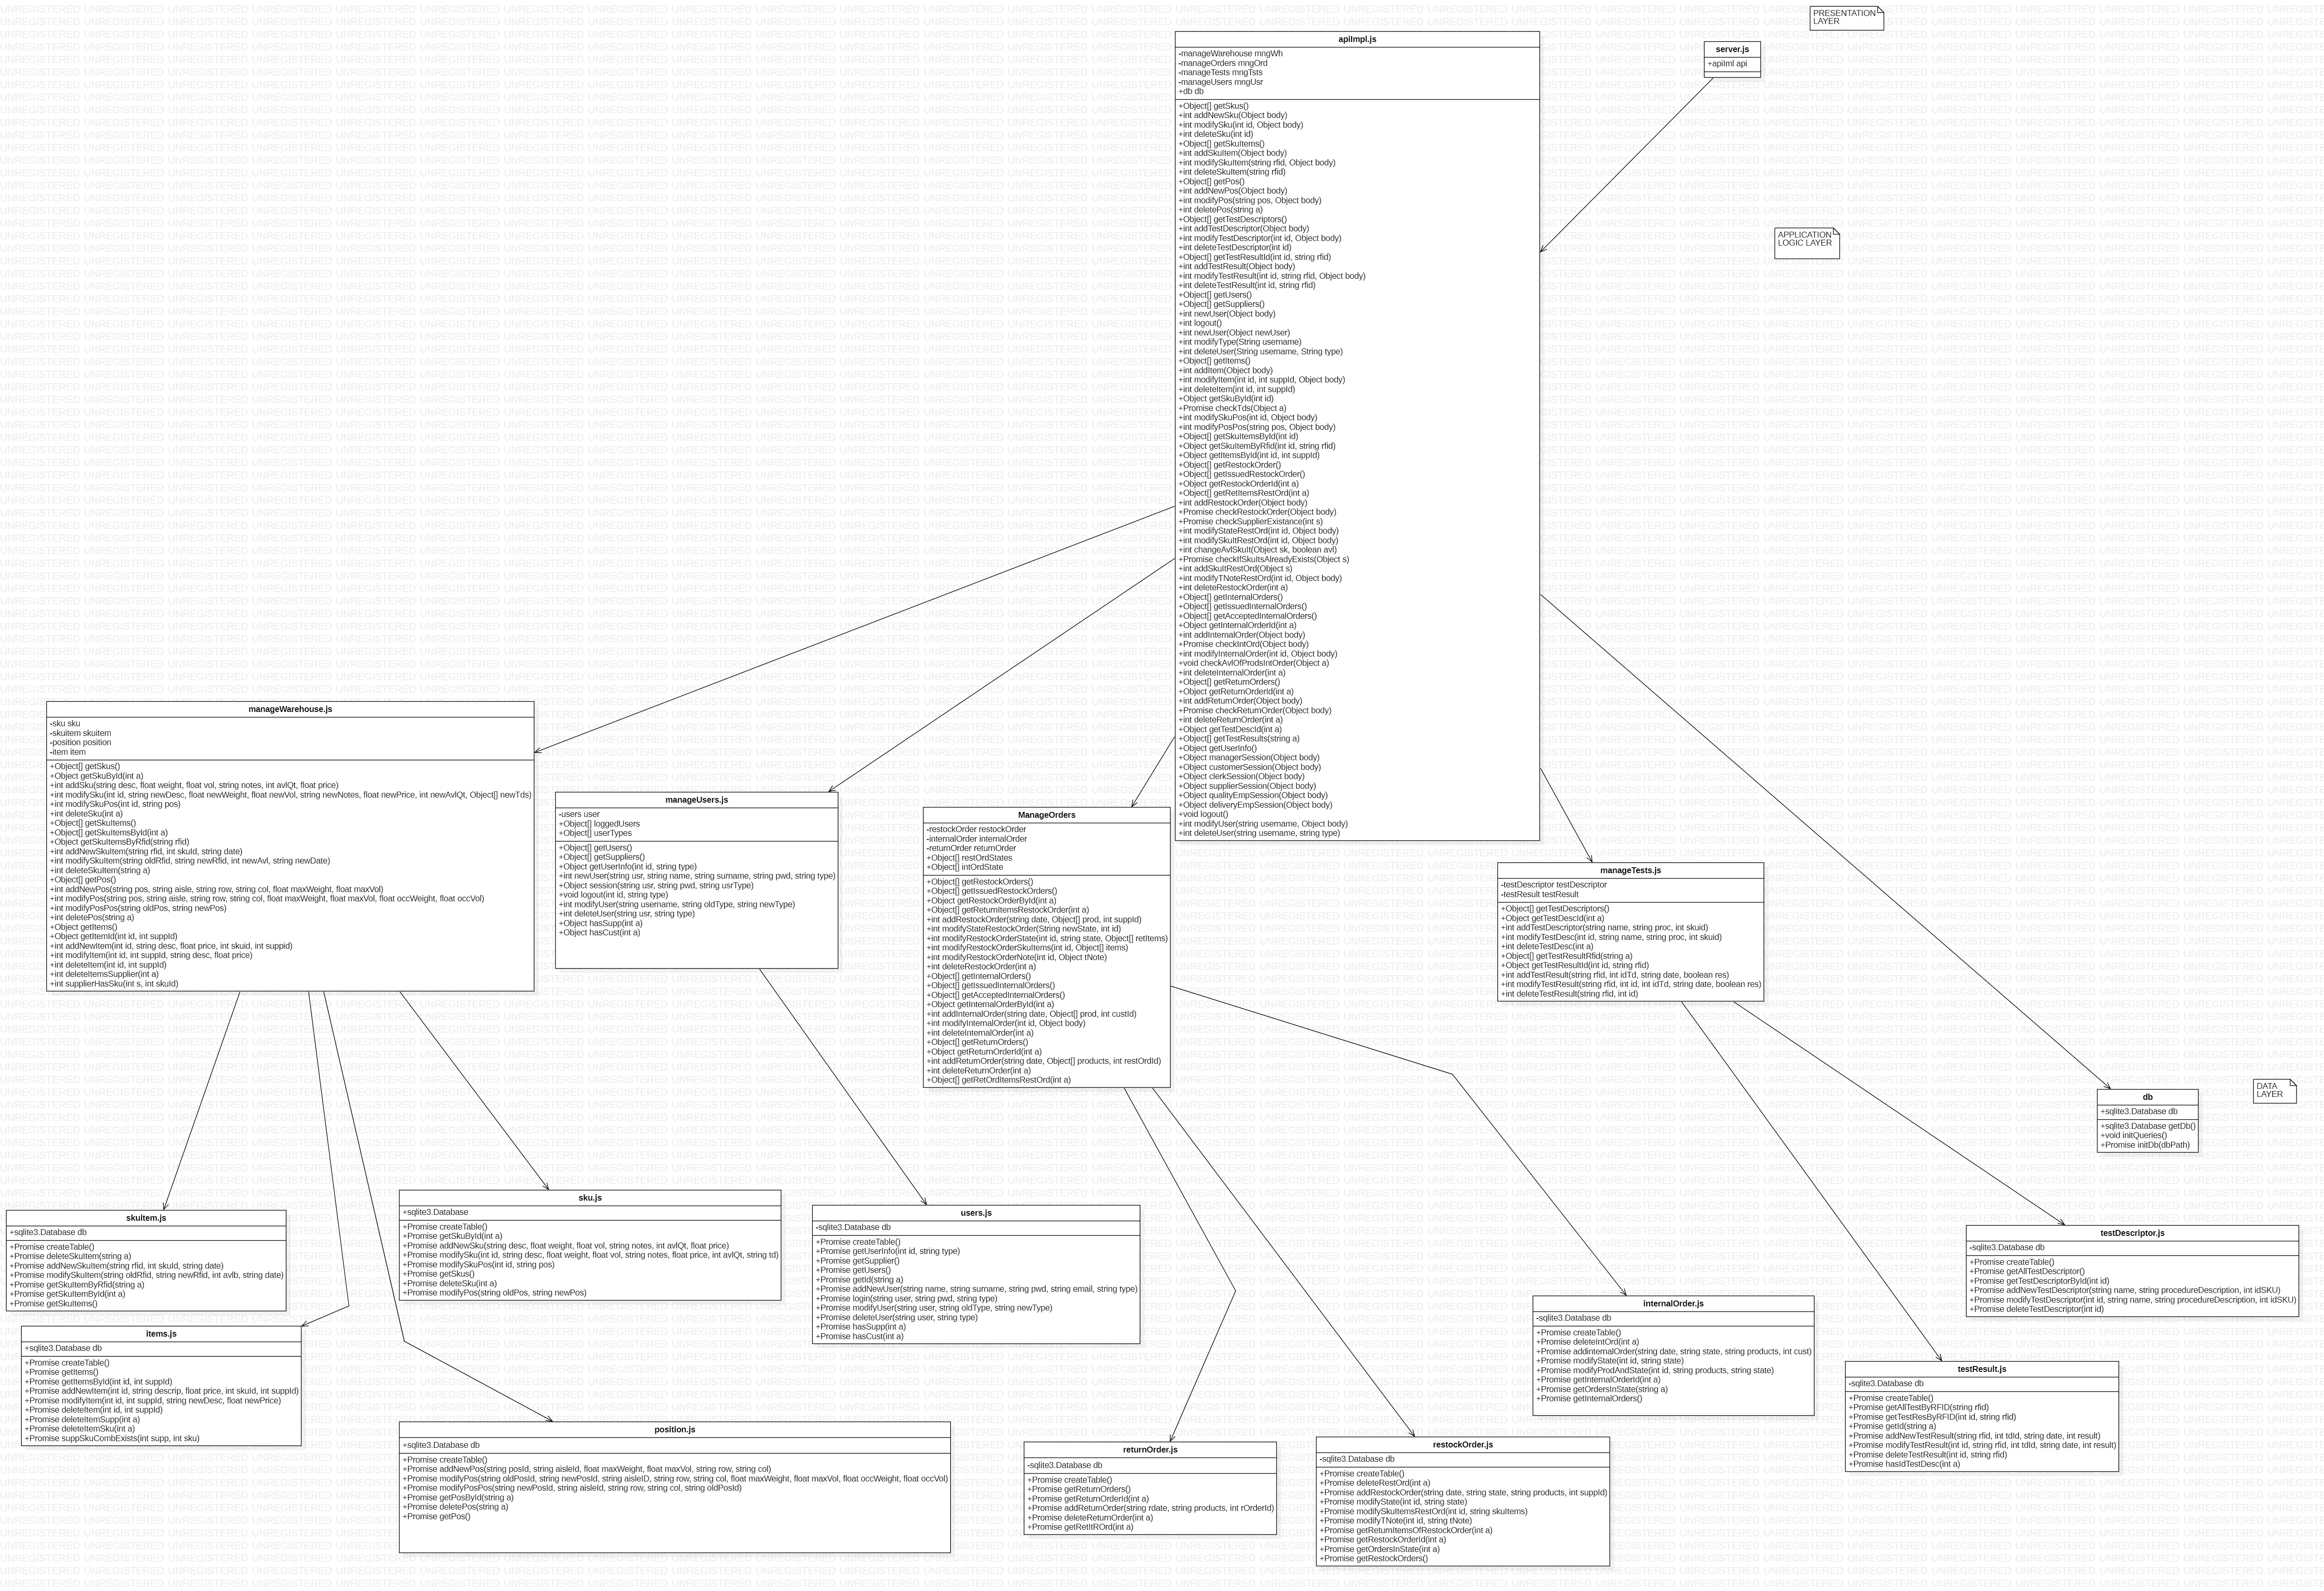 PRESENTATION
LAYER
server.js
+apiIml api
apiImpl.js
-manageWarehouse mngWh
-manageOrders mngOrd
-manageTests mngTsts
-manageUsers mngUsr
+db db
+Object[] getSkus()
+int addNewSku(Object body)
+int modifySku(int id, Object body)
+int deleteSku(int id)
+Object[] getSkuItems()
+int addSkuItem(Object body)
+int modifySkuItem(string rfid, Object body)
+int deleteSkuItem(string rfid)
+Object[] getPos()
+int addNewPos(Object body)
+int modifyPos(string pos, Object body)
+int deletePos(string a)
+Object[] getTestDescriptors()
+int addTestDescriptor(Object body)
+int modifyTestDescriptor(int id, Object body)
+int deleteTestDescriptor(int id)
+Object[] getTestResultId(int id, string rfid)
+int addTestResult(Object body)
+int modifyTestResult(int id, string rfid, Object body)
+int deleteTestResult(int id, string rfid)
+Object[] getUsers()
+Object[] getSuppliers()
+int newUser(Object body)
+int logout()
+int newUser(Object newUser)
+int modifyType(String username)
+int deleteUser(String username, String type)
+Object[] getItems()
+int addItem(Object body)
+int modifyItem(int id, int suppId, Object body)
+int deleteItem(int id, int suppId)
+Object getSkuById(int id)
+Promise checkTds(Object a)
+int modifySkuPos(int id, Object body)
+int modifyPosPos(string pos, Object body)
+Object[] getSkuItemsById(int id)
+Object getSkuItemByRfid(int id, string rfid)
+Object getItemsById(int id, int suppId)
+Object[] getRestockOrder()
+Object[] getIssuedRestockOrder()
+Object getRestockOrderId(int a)
+Object[] getRetItemsRestOrd(int a)
+int addRestockOrder(Object body)
+Promise checkRestockOrder(Object body)
+Promise checkSupplierExistance(int s)
+int modifyStateRestOrd(int id, Object body)
+int modifySkuItRestOrd(int id, Object body)
+int changeAvlSkuIt(Object sk, boolean avl)
+Promise checkIfSkuItsAlreadyExists(Object s)
+int addSkuItRestOrd(Object s)
+int modifyTNoteRestOrd(int id, Object body)
+int deleteRestockOrder(int a)
+Object[] getInternalOrders()
+Object[] getIssuedInternalOrders()
+Object[] getAcceptedInternalOrders()
+Object getInternalOrderId(int a)
+int addInternalOrder(Object body)
+Promise checkIntOrd(Object body)
+int modifyInternalOrder(int id, Object body)
+void checkAvlOfProdsIntOrder(Object a)
+int deleteInternalOrder(int a)
+Object[] getReturnOrders()
+Object getReturnOrderId(int a)
+int addReturnOrder(Object body)
+Promise checkReturnOrder(Object body)
+int deleteReturnOrder(int a)
+Object getTestDescId(int a)
+Object[] getTestResults(string a)
+Object getUserInfo()
+Object managerSession(Object body)
+Object customerSession(Object body)
+Object clerkSession(Object body)
+Object supplierSession(Object body)
+Object qualityEmpSession(Object body)
+Object deliveryEmpSession(Object body)
+void logout()
+int modifyUser(string username, Object body)
+int deleteUser(string username, string type)
APPLICATION
LOGIC LAYER
manageWarehouse.js
-sku sku
-skuitem skuitem
-position position
-item item
+Object[] getSkus()
+Object getSkuById(int a)
+int addSku(string desc, float weight, float vol, string notes, int avlQt, float price)
+int modifySku(int id, string newDesc, float newWeight, float newVol, string newNotes, float newPrice, int newAvlQt, Object[] newTds)
+int modifySkuPos(int id, string pos)
+int deleteSku(int a)
+Object[] getSkuItems()
+Object[] getSkuItemsById(int a)
+Object getSkuItemsByRfid(string rfid)
+int addNewSkuItem(string rfid, int skuId, string date)
+int modifySkuItem(string oldRfid, string newRfid, int newAvl, string newDate)
+int deleteSkuItem(string a)
+Object[] getPos()
+int addNewPos(string pos, string aisle, string row, string col, float maxWeight, float maxVol)
+int modifyPos(string pos, string aisle, string row, string col, float maxWeight, float maxVol, float occWeight, float occVol)
+int modifyPosPos(string oldPos, string newPos)
+int deletePos(string a)
+Object getItems()
+Object getItemId(int id, int suppId)
+int addNewItem(int id, string desc, float price, int skuid, int suppid)
+int modifyItem(int id, int suppId, string desc, float price)
+int deleteItem(int id, int suppId)
+int deleteItemsSupplier(int a)
+int supplierHasSku(int s, int skuId)
manageUsers.js
-users user
+Object[] loggedUsers
+Object[] userTypes
+Object[] getUsers()
+Object[] getSuppliers()
+Object getUserInfo(int id, string type)
+int newUser(string usr, string name, string surname, string pwd, string type)
+Object session(string usr, string pwd, string usrType)
+void logout(int id, string type)
+int modifyUser(string username, string oldType, string newType)
+int deleteUser(string usr, string type)
+Object hasSupp(int a)
+Object hasCust(int a)
ManageOrders
-restockOrder restockOrder
-internalOrder internalOrder
-returnOrder returnOrder
+Object[] restOrdStates
+Object[] intOrdState
+Object[] getRestockOrders()
+Object[] getIssuedRestockOrders()
+Object getRestockOrderById(int a)
+Object[] getReturnItemsRestockOrder(int a)
+int addRestockOrder(string date, Object[] prod, int suppId)
+int modifyStateRestockOrder(String newState, int id)
+int modifyRestockOrderState(int id, string state, Object[] retItems)
+int modifyRestockOrderSkuItems(int id, Object[] items)
+int modifyRestockOrderNote(int id, Object tNote)
+int deleteRestockOrder(int a)
+Object[] getInternalOrders()
+Object[] getIssuedInternalOrders()
+Object[] getAcceptedInternalOrders()
+Object getInternalOrderById(int a)
+int addInternalOrder(string date, Object[] prod, int custId)
+int modifyInternalOrder(int id, Object body)
+int deleteInternalOrder(int a)
+Object[] getReturnOrders()
+Object getReturnOrderId(int a)
+int addReturnOrder(string date, Object[] products, int restOrdId)
+int deleteReturnOrder(int a)
+Object[] getRetOrdItemsRestOrd(int a)
manageTests.js
-testDescriptor testDescriptor
-testResult testResult
+Object[] getTestDescriptors()
+Object getTestDescId(int a)
+int addTestDescriptor(string name, string proc, int skuid)
+int modifyTestDesc(int id, string name, string proc, int skuid)
+int deleteTestDesc(int a)
+Object[] getTestResultRfid(string a)
+Object getTestResultId(int id, string rfid)
+int addTestResult(string rfid, int idTd, string date, boolean res)
+int modifyTestResult(string rfid, int id, int idTd, string date, boolean res)
+int deleteTestResult(string rfid, int id)
DATA
LAYER
db
+sqlite3.Database db
+sqlite3.Database getDb()
+void initQueries()
+Promise initDb(dbPath)
skuitem.js
+sqlite3.Database db
+Promise createTable()
+Promise deleteSkuItem(string a)
+Promise addNewSkuItem(string rfid, int skuId, string date)
+Promise modifySkuItem(string oldRfid, string newRfid, int avlb, string date)
+Promise getSkuItemByRfid(string a)
+Promise getSkuItemById(int a)
+Promise getSkuItems()
items.js
+sqlite3.Database db
+Promise createTable()
+Promise getItems()
+Promise getItemsById(int id, int suppId)
+Promise addNewItem(int id, string descrip, float price, int skuId, int suppId)
+Promise modifyItem(int id, int suppId, string newDesc, float newPrice)
+Promise deleteItem(int id, int suppId)
+Promise deleteItemSupp(int a)
+Promise deleteItemSku(int a)
+Promise suppSkuCombExists(int supp, int sku)
sku.js
+sqlite3.Database
+Promise createTable()
+Promise getSkuById(int a)
+Promise addNewSku(string desc, float weight, float vol, string notes, int avlQt, float price)
+Promise modifySku(int id, string desc, float weight, float vol, string notes, float price, int avlQt, string td)
+Promise modifySkuPos(int id, string pos)
+Promise getSkus()
+Promise deleteSku(int a)
+Promise modifyPos(string oldPos, string newPos)
position.js
+sqlite3.Database db
+Promise createTable()
+Promise addNewPos(string posId, string aisleId, float maxWeight, float maxVol, string row, string col)
+Promise modifyPos(string oldPosId, string newPosId, string aisleID, string row, string col, float maxWeight, float maxVol, float occWeight, float occVol)
+Promise modifyPosPos(string newPosId, string aisleId, string row, string col, string oldPosId)
+Promise getPosById(string a)
+Promise deletePos(string a)
+Promise getPos()
users.js
-sqlite3.Database db
+Promise createTable()
+Promise getUserInfo(int id, string type)
+Promise getSupplier()
+Promise getUsers()
+Promise getId(string a)
+Promise addNewUser(string name, string surname, string pwd, string email, string type)
+Promise login(string user, string pwd, string type)
+Promise modifyUser(string user, string oldType, string newType)
+Promise deleteUser(string user, string type)
+Promise hasSupp(int a)
+Promise hasCust(int a)
returnOrder.js
-sqlite3.Database db
+Promise createTable()
+Promise getReturnOrders()
+Promise getReturnOrderId(int a)
+Promise addReturnOrder(string rdate, string products, int rOrderId)
+Promise deleteReturnOrder(int a)
+Promise getRetItROrd(int a)
restockOrder.js
-sqlite3.Database db
+Promise createTable()
+Promise deleteRestOrd(int a)
+Promise addRestockOrder(string date, string state, string products, int suppId)
+Promise modifyState(int id, string state)
+Promise modifySkuItemsRestOrd(int id, string skuItems)
+Promise modifyTNote(int id, string tNote)
+Promise getReturnItemsOfRestockOrder(int a)
+Promise getRestockOrderId(int a)
+Promise getOrdersInState(int a)
+Promise getRestockOrders()
internalOrder.js
-sqlite3.Database db
+Promise createTable()
+Promise deleteIntOrd(int a)
+Promise addinternalOrder(string date, string state, string products, int cust)
+Promise modifyState(int id, string state)
+Promise modifyProdAndState(int id, string products, string state)
+Promise getInternalOrderId(int a)
+Promise getOrdersInState(string a)
+Promise getInternalOrders()
testResult.js
-sqlite3.Database db
+Promise createTable()
+Promise getAllTestByRFID(string rfid)
+Promise getTestResByRFID(int id, string rfid)
+Promise getId(string a)
+Promise addNewTestResult(string rfid, int tdId, string date, int result)
+Promise modifyTestResult(int id, string rfid, int tdId, string date, int result)
+Promise deleteTestResult(int id, string rfid)
+Promise hasIdTestDesc(int a)
testDescriptor.js
-sqlite3.Database db
+Promise createTable()
+Promise getAllTestDescriptor()
+Promise getTestDescriptorById(int id)
+Promise addNewTestDescriptor(string name, string procedureDescription, int idSKU)
+Promise modifyTestDescriptor(int id, string name, string procedureDescription, int idSKU)
+Promise deleteTestDescriptor(int id)